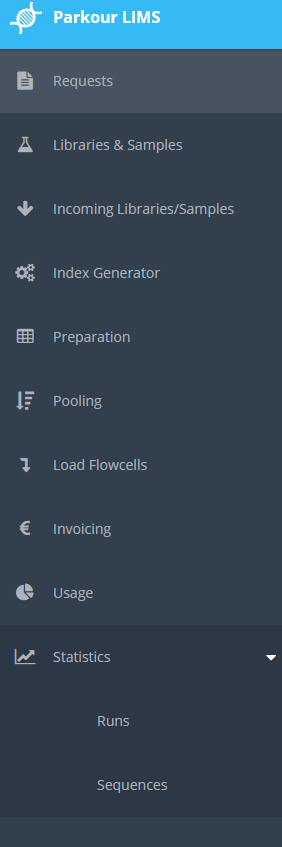 Parkour LIMS
Requests
Libraries & Samples
Incoming Libraries/Samples
Index Generator
Preparation
Pooling
Load Flowcells
Invoicing
Usage
Statistics
Runs
Sequences